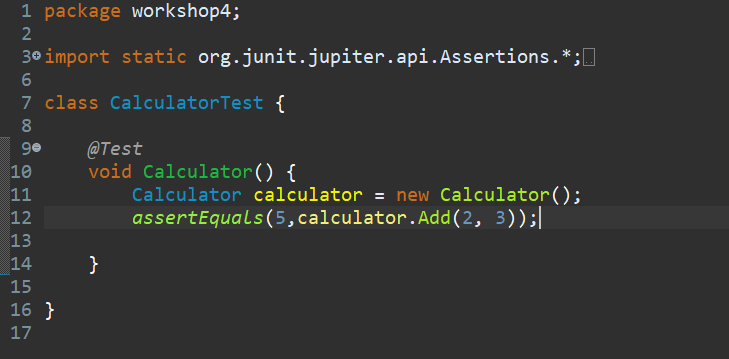 1 package workshop4;
2
3 import static org.junit.jupiter.api.Assertions.*;
6
7 class CalculatorTest {
8
9     @Test
10     void Calculator() {
11         Calculator calculator = new Calculator();
12         assertEquals(5,calculator.Add(2, 3));
13
14     }
15
16 }
17